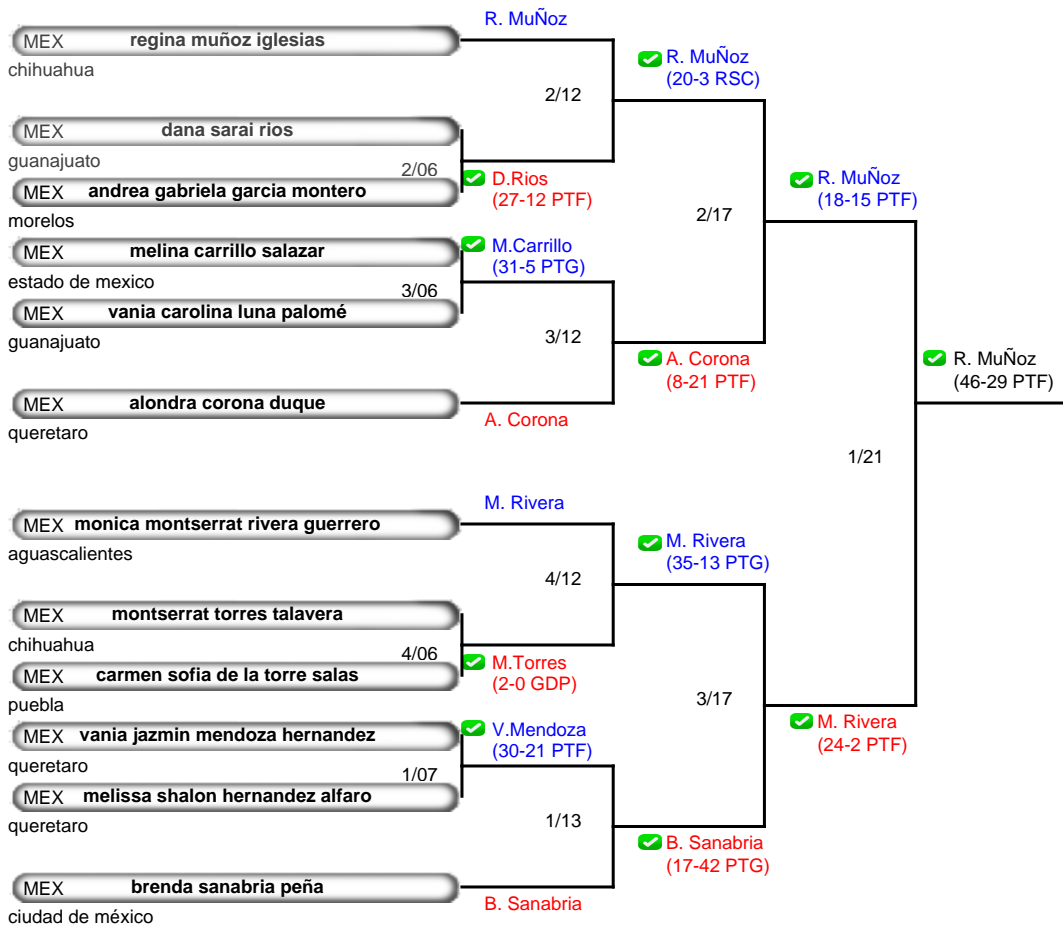 R. MuÑoz
MEX regina muñoz iglesias
chihuahua
R. MuÑoz
(20-3 RSC)
2/12
MEX dana sarai rios
guanajuato
2/06
D.Rios
(27-12 PTF)
MEX andrea gabriela garcia montero
morelos
R. MuÑoz
(18-15 PTF)
2/17
MEX melina carrillo salazar
estado de mexico
M.Carrillo
(31-5 PTG)
3/06
MEX vania carolina luna palomé
guanajuato
3/12
A. Corona
(8-21 PTF)
R. MuÑoz
(46-29 PTF)
MEX alondra corona duque
queretaro
A. Corona
1/21
M. Rivera
MEX monica montserrat rivera guerrero
aguascalientes
M. Rivera
(35-13 PTG)
4/12
MEX montserrat torres talavera
chihuahua
4/06
M.Torres
(2-0 GDP)
MEX carmen sofia de la torre salas
puebla
3/17
M. Rivera
(24-2 PTF)
MEX vania jazmin mendoza hernandez
queretaro
V.Mendoza
(30-21 PTF)
1/07
MEX melissa shalon hernandez alfaro
queretaro
1/13
B. Sanabria
(17-42 PTG)
MEX brenda sanabria peña
ciudad de méxico
B. Sanabria